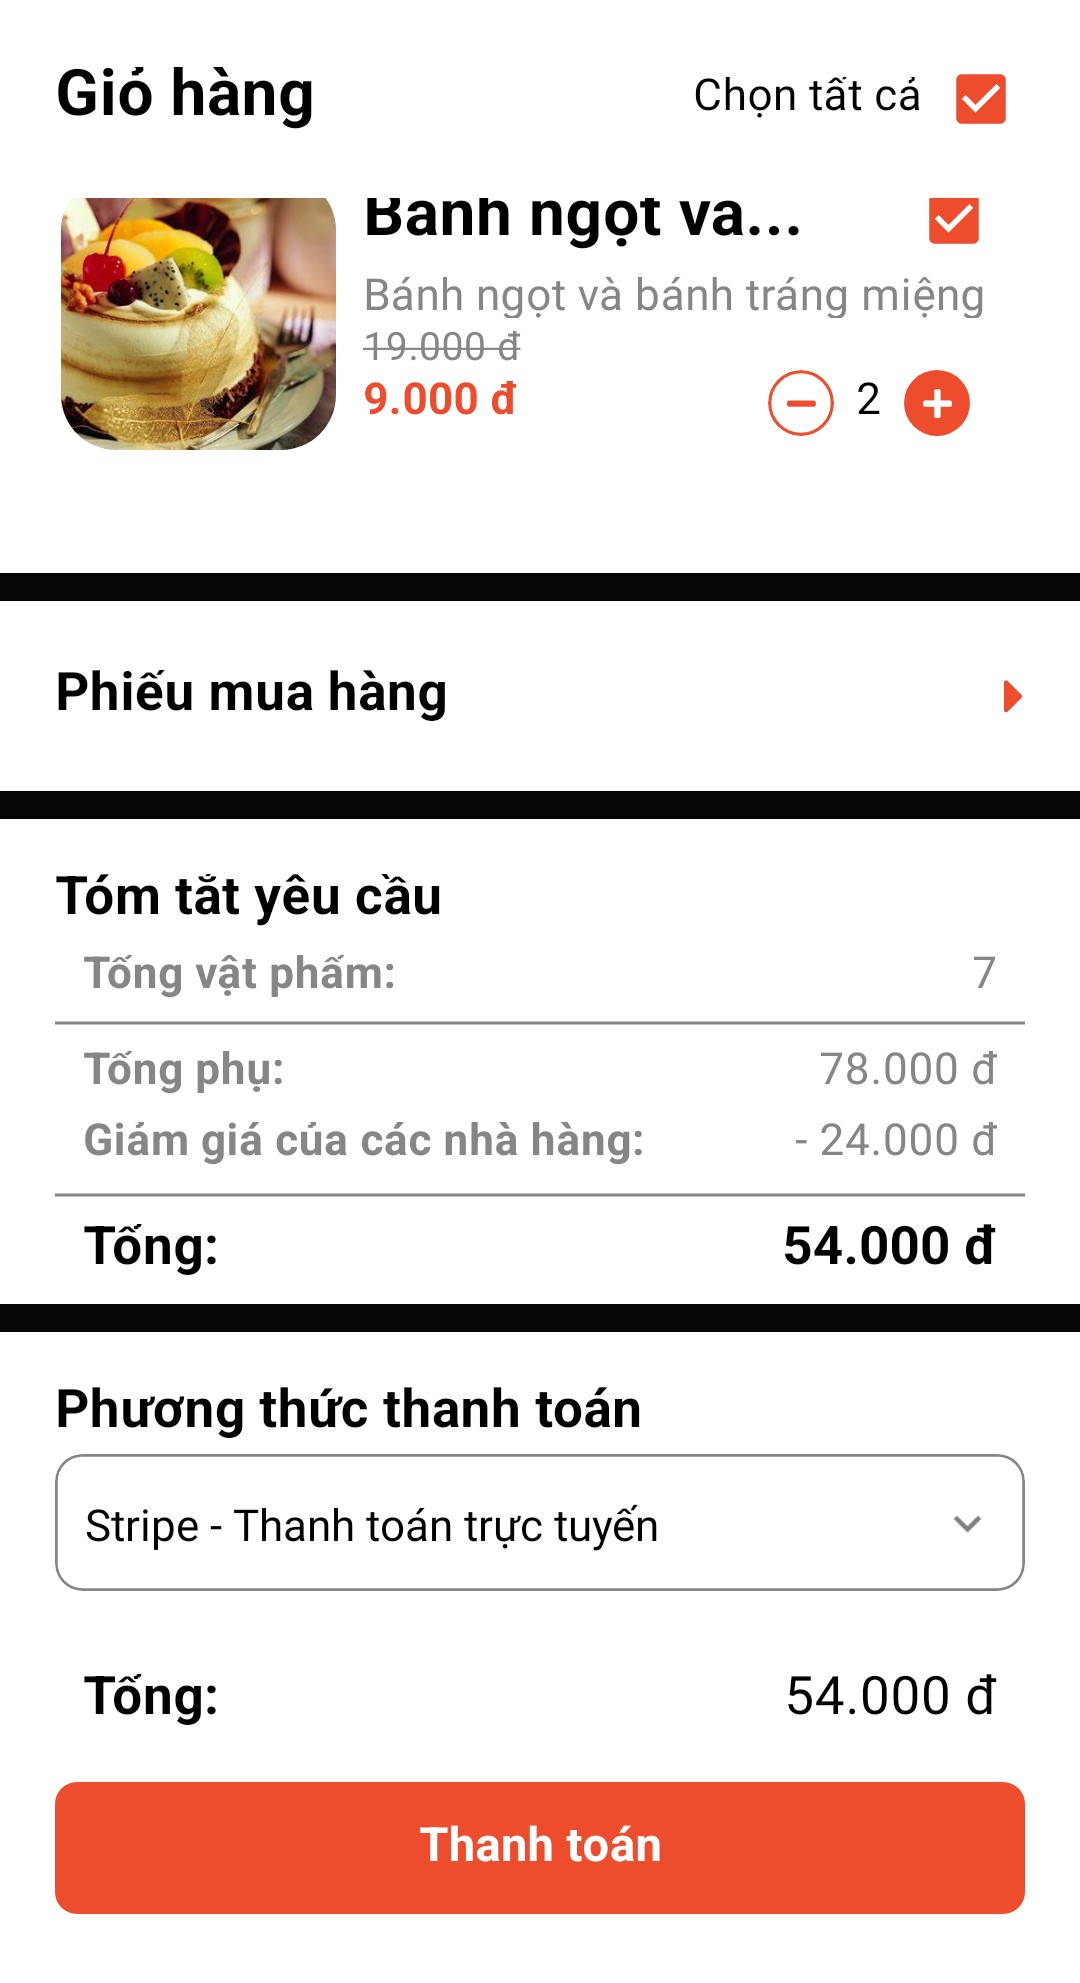 Giỏ hàng
Chọn tất cả
Bánh ngọt và...
Bánh ngọt và bánh tráng miệng
19.000 đ
9.000 đ
2
Phiếu mua hàng
Tóm tắt yêu cầu
Tổng vật phẩm: 7
Tổng phụ: 78.000 đ
Giảm giá của các nhà hàng: - 24.000 đ
Tổng: 54.000 đ
Phương thức thanh toán
Stripe - Thanh toán trực tuyến
Tổng: 54.000 đ
Thanh toán